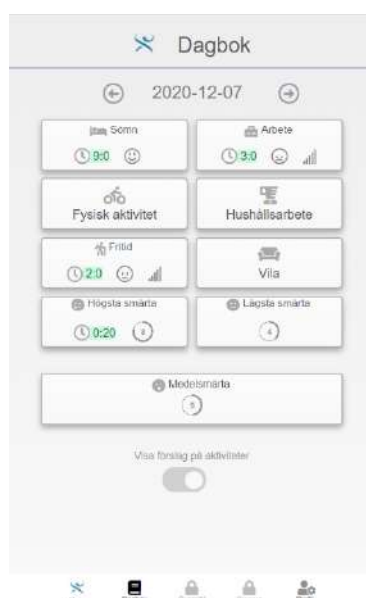 Dagbok
2020-12-07
Sömn
9:0
Arbete
3:0
Fysisk aktivitet
Hushållsarbete
Fritid
2:0
Vila
Högsta smärta
0:20
Lägsta smärta
4
Medelsmärta
5
Visa förslag på aktiviteter